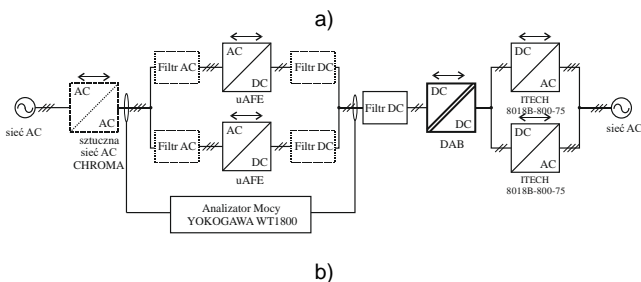 a)
Filtr AC
AC
DC
uAFE
Filtr DC
sieć AC
AC
AC
sztuczna
sieć AC
CHROMA
Filtr AC
AC
DC
uAFE
Filtr DC
Filtr DC
DC
DC
DAB
DC
AC
ITECH
8018B-800-75
DC
AC
ITECH
8018B-800-75
sieć AC
Analizator Mocy
YOKOGAWA WT1800
b)